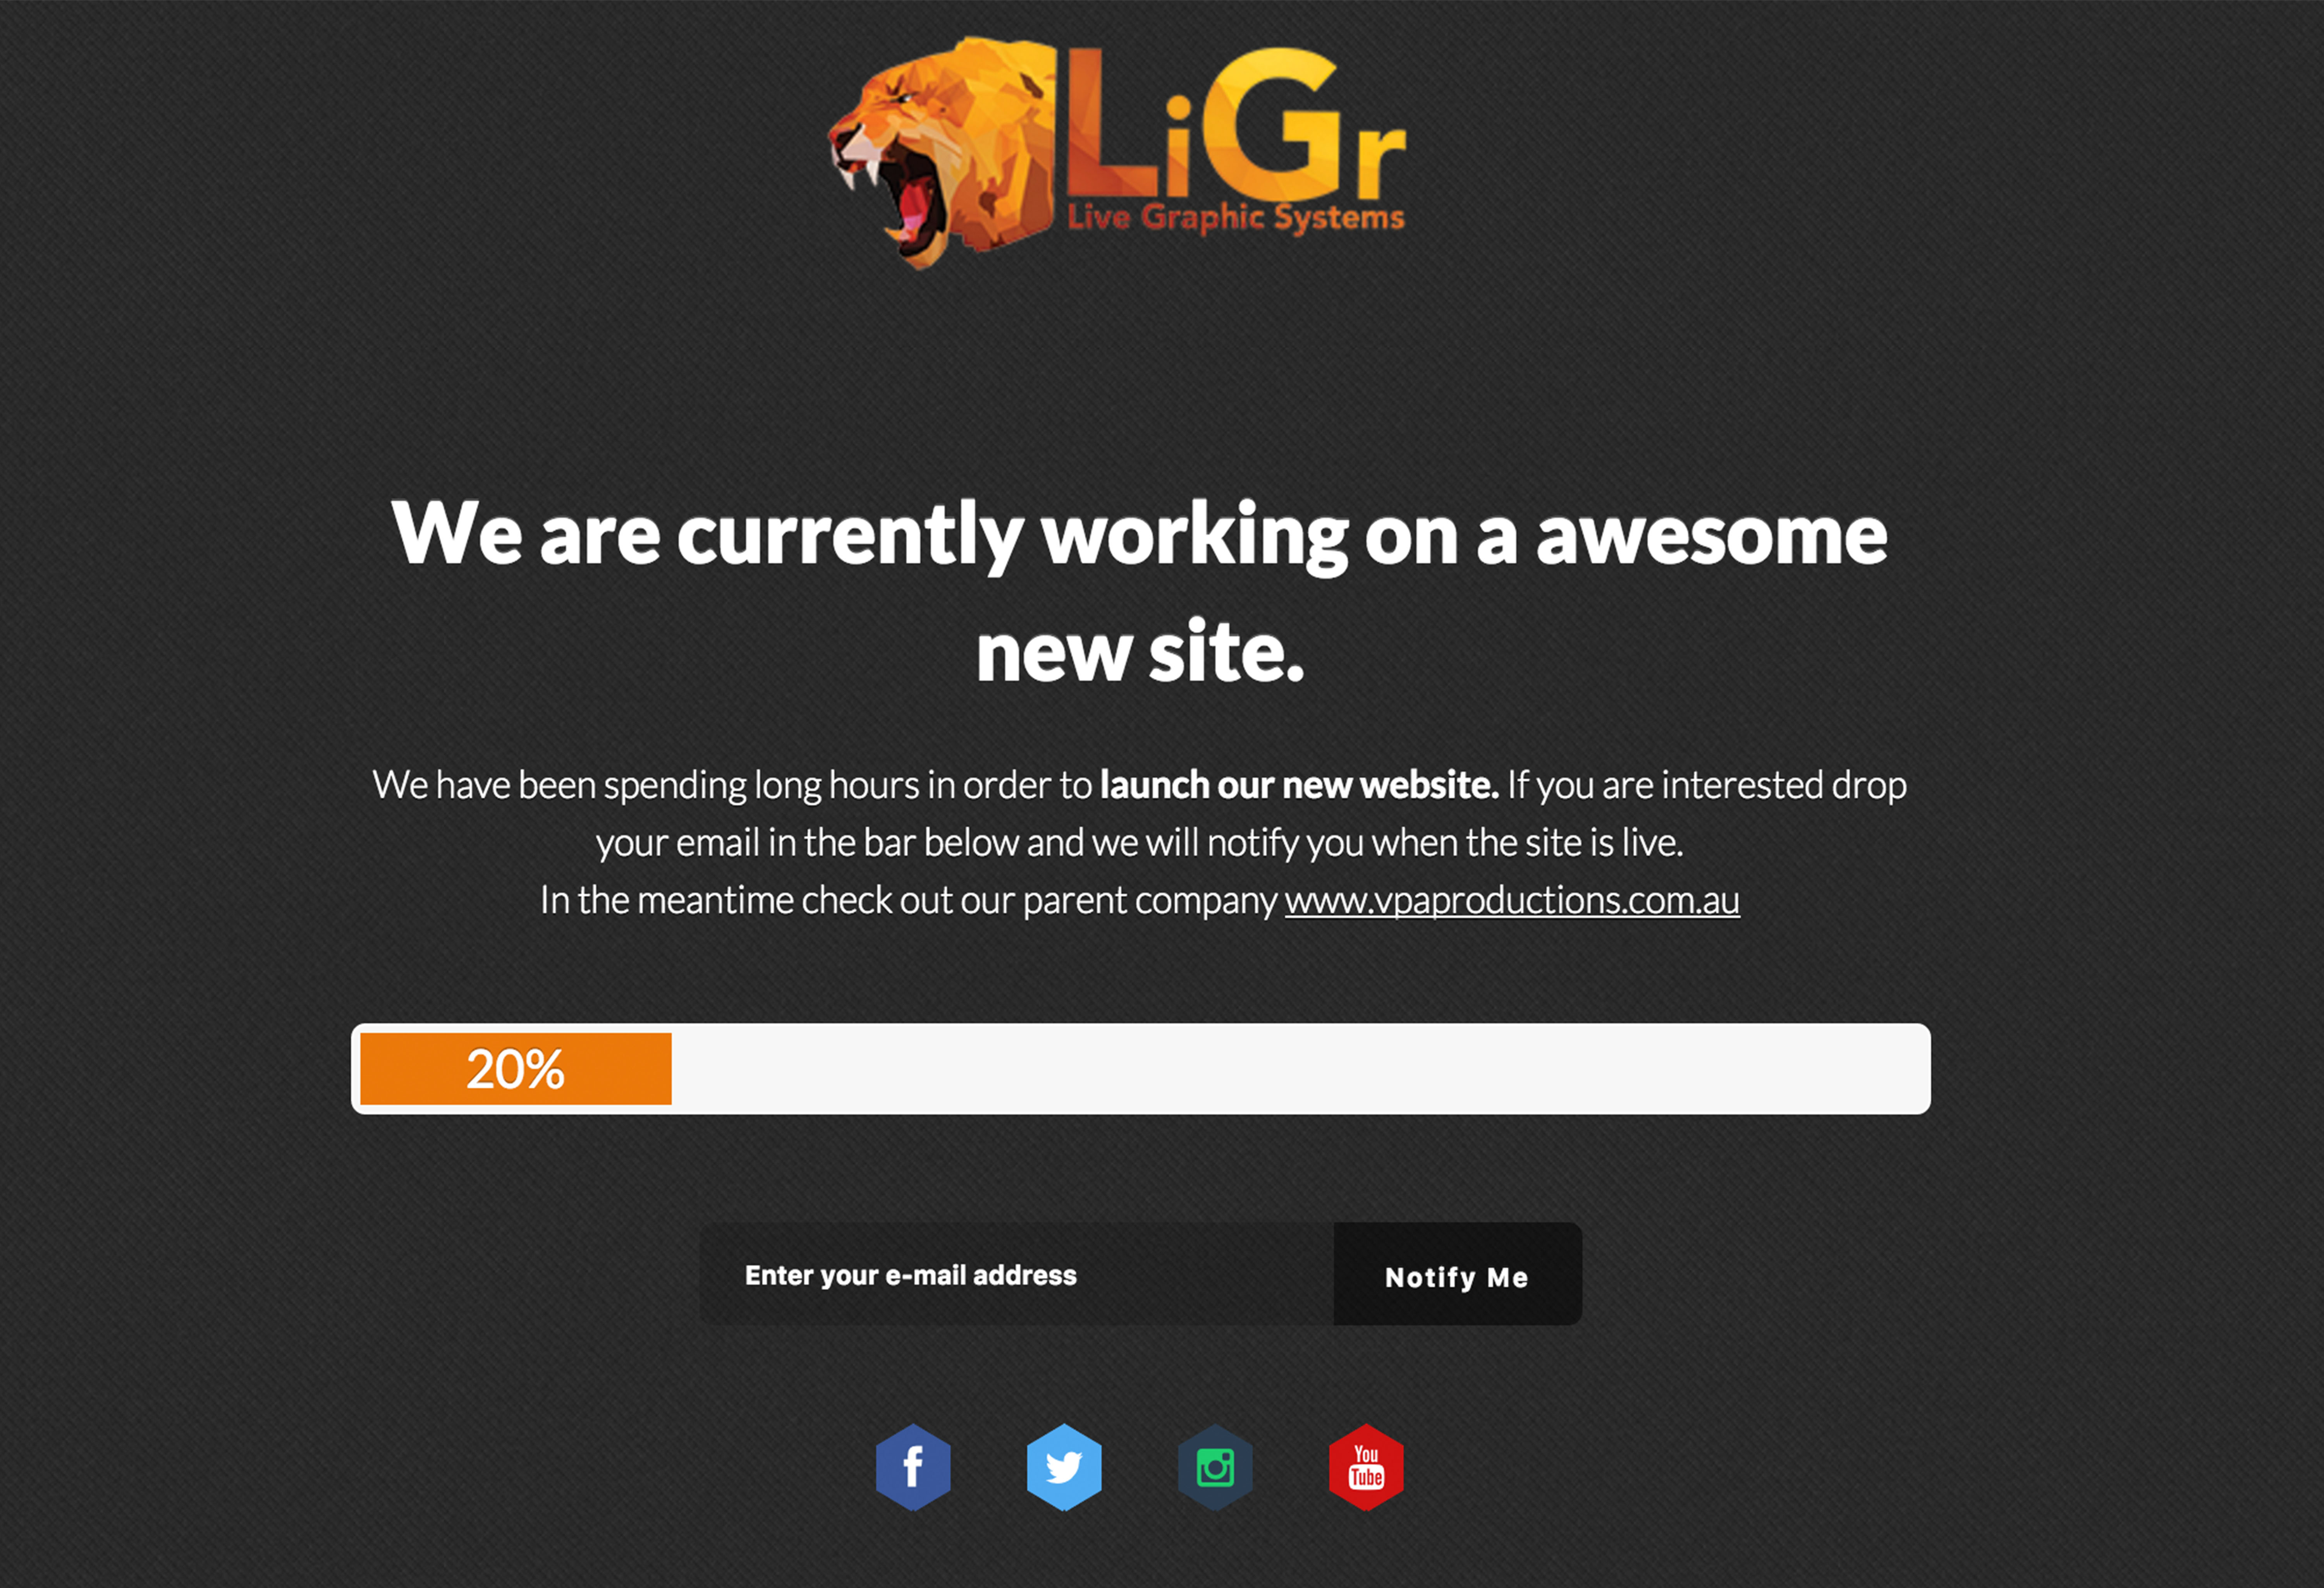 LiGr
Live Graphic Systems
We are currently working on a awesome
new site.
We have been spending long hours in order to launch our new website. If you are interested drop
your email in the bar below and we will notify you when the site is live.
In the meantime check out our parent company www.vpaproductions.com.au
20%
Enter your e-mail address
Notify Me
f
You
Tube